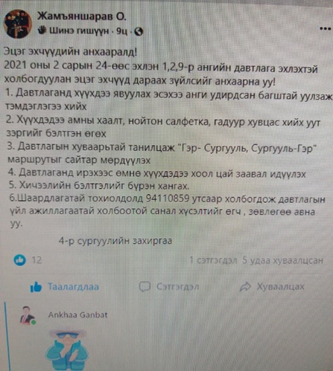 Жамъяншарав О.
Шинэ гишүүн · 9ц ·
Эцэг эхчүүдийн анхааралд!
2021 оны 2 сарын 24-өөс эхлэн 1,2,9-р ангийн давтлага эхлэхтэй
холбогдуулан эцэг эхчүүд дараах зүйлсийг анхаарна уу!
1. Давтлаганд хүүхдээ явуулах эсэхээ анги удирдсан багштай уулзаж
тэмдэглэгээ хийх
2. Хүүхдэдээ амны хаалт, нойтон салфетка, гадуур хувцас хийх уут
зэргийг бэлтгэн өгөх
3. Давтлагын хуваарьтай танилцаж "Гэр- Сургууль, Сургууль-Гэр"
маршрутыг сайтар мөрдүүлэх
4. Давтлаганд ирэхээс өмнө хүүхдэдээ хоол цай заавал идүүлэх
5. Хичээлийн бэлтгэлийг бүрэн хангах.
6.Шаардлагатай тохиолдолд 94110859 утсаар холбогдож давтлагын
үйл ажиллагаатай холбоотой санал хүсэлтийг өгч , зөвлөгөө авна
уу.
4-р сургуулийн захиргаа
12
1 сэтгэгдэл 5 удаа хуваалцсан
Таалагдлаа
Сэтгэгдэл
Хуваалцах
Ankhaa Ganbat